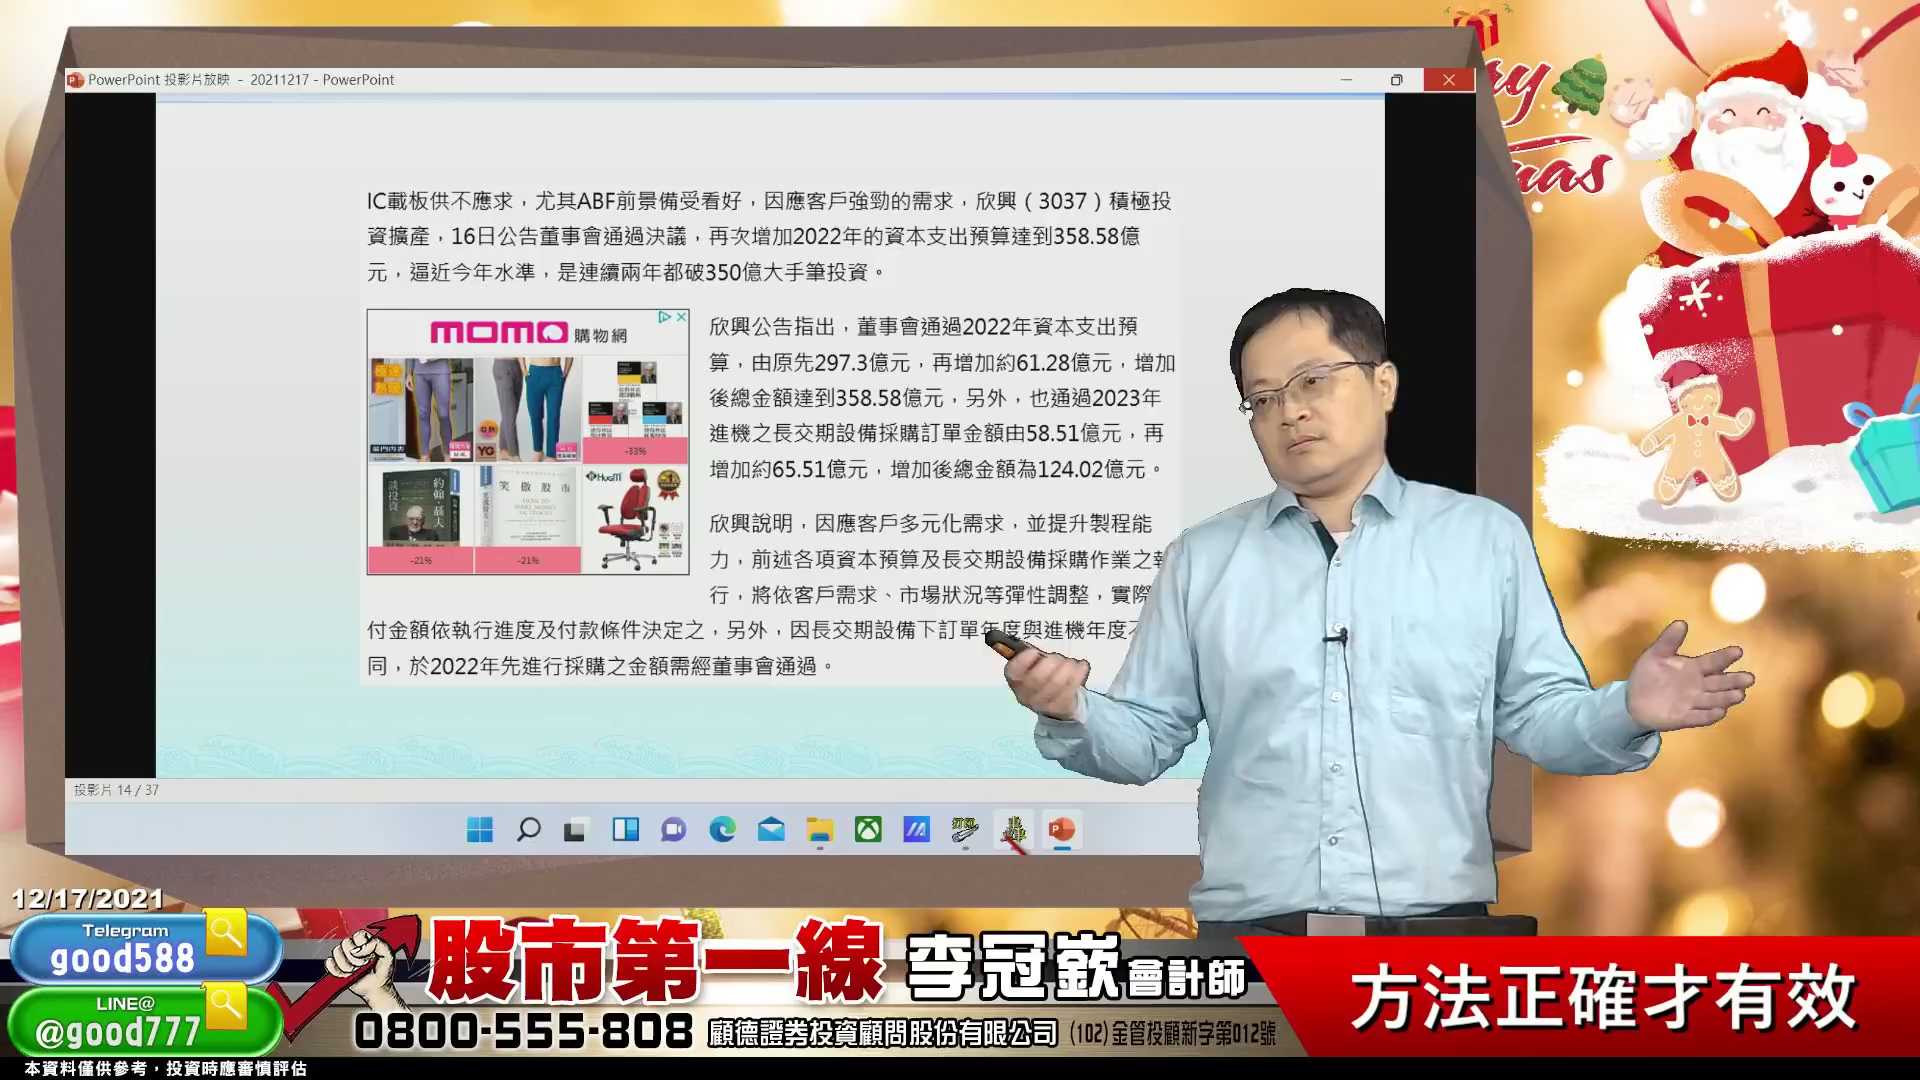 PowerPoint 投影片放映 - 20211217 - PowerPoint
IC載板供不應求，尤其ABF前景備受看好，因應客戶強勁的需求，欣興（3037）積極投
資擴產，16日公告董事會通過決議，再次增加2022年的資本支出預算達到358.58億
元，逼近今年水準，是連續兩年都破350億大手筆投資。
momo購物網
欣興公告指出，董事會通過2022年資本支出預
算，由原先297.3億元，再增加約61.28億元，增加
後總金額達到358.58億元，另外，也通過2023年
進機之長交期設備採購訂單金額由58.51億元，再
增加約65.51億元，增加後總金額為124.02億元。
YG
-33%
約翰·聶夫
談投資
笑傲股市
HOW TO
MAKE MONEY
IN STOCKS
-21%
-21%
欣興說明，因應客戶多元化需求，並提升製程能
力，前述各項資本預算及長交期設備採購作業之
行，將依客戶需求、市場狀況等彈性調整，實際
付金額依執行進度及付款條件決定之，另外，因長交期設備下訂單年度與進機年度
同，於2022年先進行採購之金額需經董事會通過。
投影片 14 / 37
12/17/2021
Telegram
good588
LINE@
@good777
股市第一線 李冠嶔 會計師
0800-555-808 顧德證券投資顧問股份有限公司 (102)金管投顧新字第012號
方法正確才有效
本資料僅供參考，投資時應審慎評估